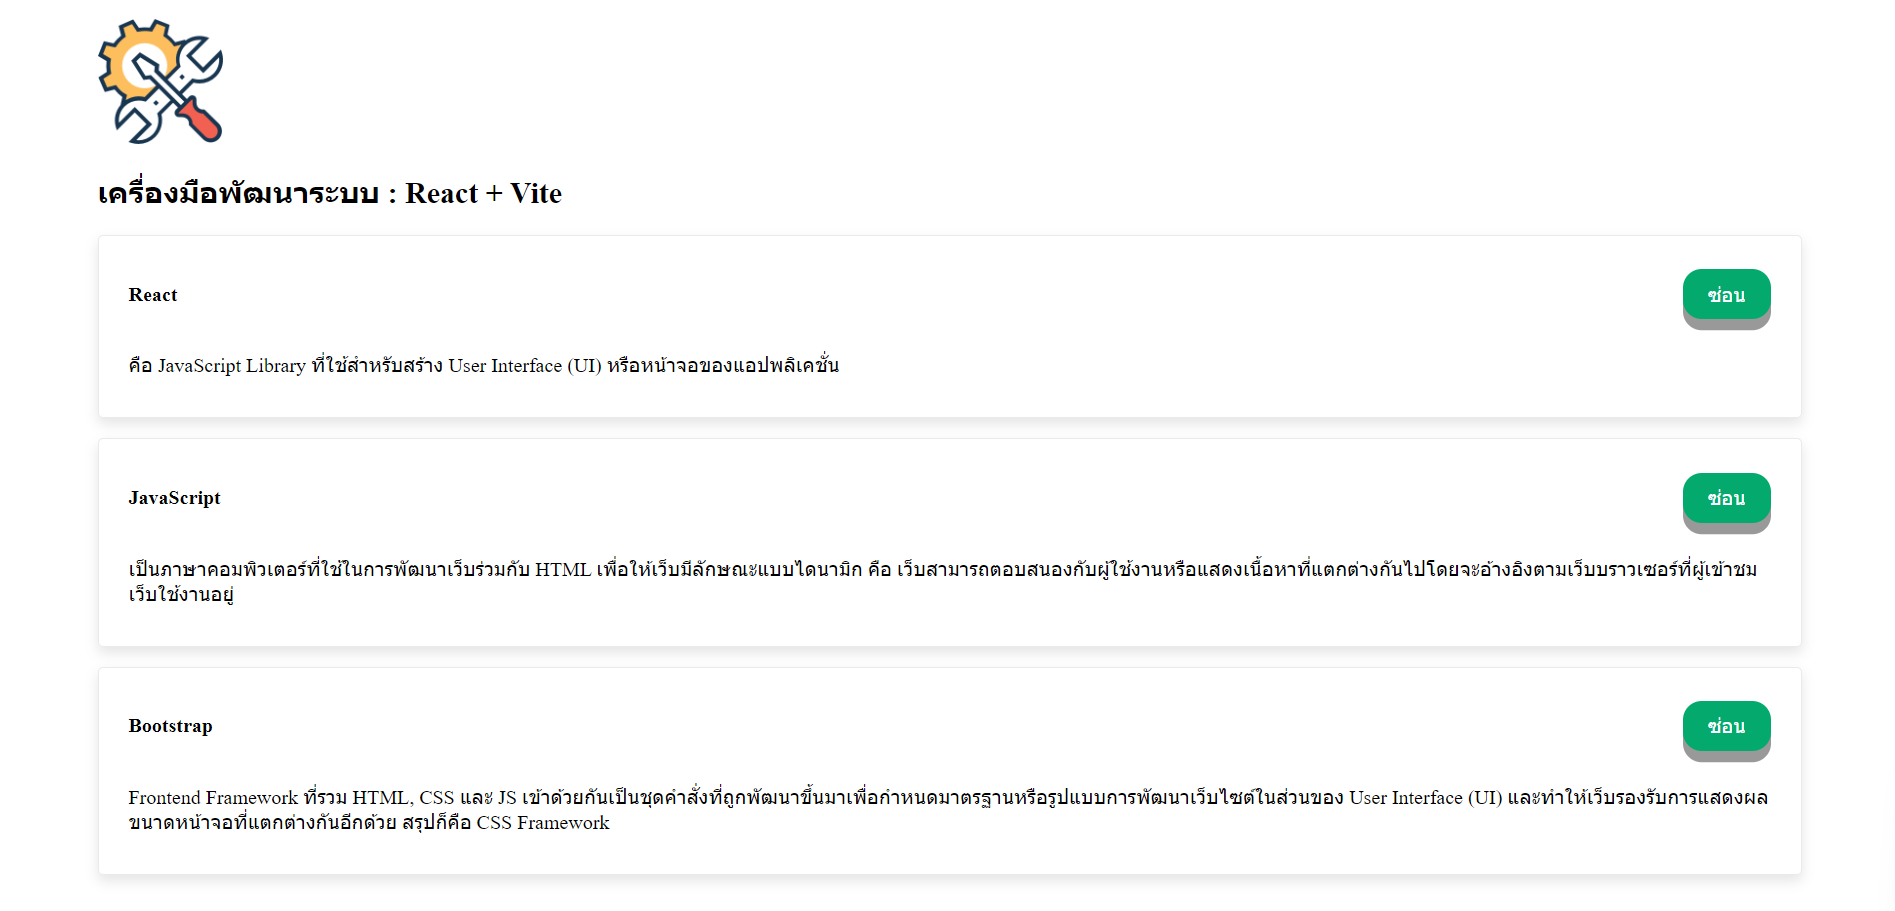 เครื่องมือพัฒนาระบบ : React + Vite
React
ซ่อน
คือ JavaScript Library ที่ใช้สำหรับสร้าง User Interface (UI) หรือหน้าจอของแอปพลิเคชั่น
JavaScript
ซ่อน
เป็นภาษาคอมพิวเตอร์ที่ใช้ในการพัฒนาเว็บร่วมกับ HTML เพื่อให้เว็บมีลักษณะแบบไดนามิก คือ เว็บสามารถตอบสนองกับผู้ใช้งานหรือแสดงเนื้อหาที่แตกต่างกันไปโดยจะอ้างอิงตามเว็บบราวเซอร์ที่ผู้เข้าชม
เว็บใช้งานอยู่
Bootstrap
ซ่อน
Frontend Framework ที่รวม HTML, CSS และ JS เข้าด้วยกันเป็นชุดคำสั่งที่ถูกพัฒนาขึ้นมาเพื่อกำหนดมาตรฐานหรือรูปแบบการพัฒนาเว็บไซต์ในส่วนของ User Interface (UI) และทำให้เว็บรองรับการแสดงผล
ขนาดหน้าจอที่แตกต่างกันอีกด้วย สรุปก็คือ CSS Framework